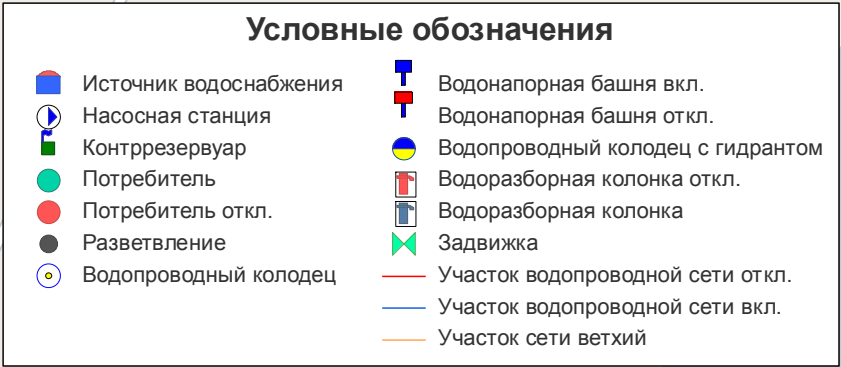 Условные обозначения
Источник водоснабжения
Насосная станция
Контррезервуар
Потребитель
Потребитель откл.
Разветвление
Водопроводный колодец
Водонапорная башня вкл.
Водонапорная башня откл.
Водопроводный колодец с гидрантом
Водоразборная колонка откл.
Водоразборная колонка
Задвижка
Участок водопроводной сети откл.
Участок водопроводной сети вкл.
Участок сети ветхий